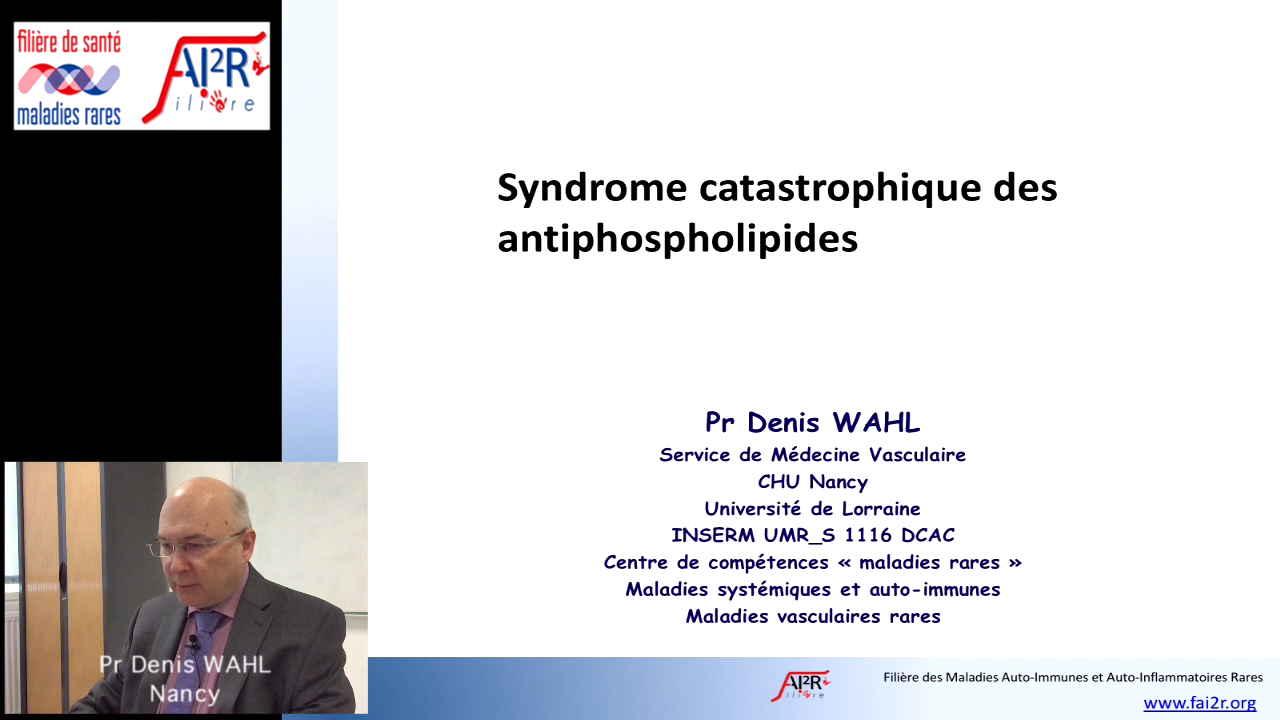 filière de santé
maladies rares
FAI2R
filière
Syndrome catastrophique des
antiphospholipides
Pr Denis WAHL
Service de Médecine Vasculaire
CHU Nancy
Université de Lorraine
INSERM UMR_S 1116 DCAC
Centre de compétences « maladies rares »
Maladies systémiques et auto-immunes
Maladies vasculaires rares
Pr Denis WAHL
Nancy
FAI2R
filière
Filière des Maladies Auto-Immunes et Auto-Inflammatoires Rares
www.fai2r.org